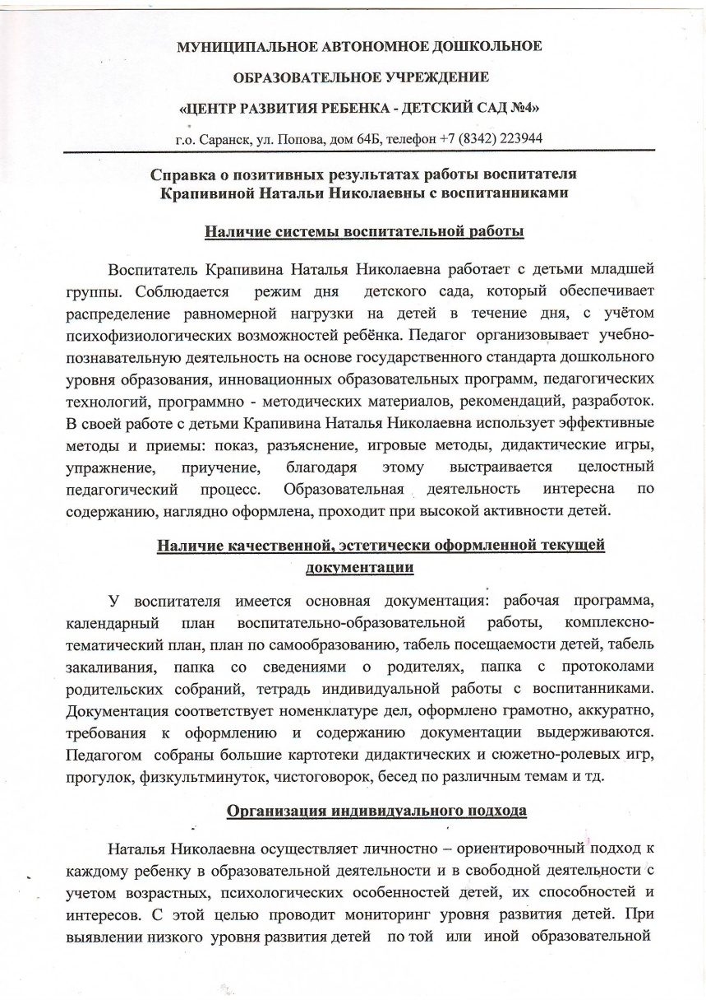 МУНИЦИПАЛЬНОЕ АВТОНОМНОЕ ДОШКОЛЬНОЕ
ОБРАЗОВАТЕЛЬНОЕ УЧРЕЖДЕНИЕ
«ЦЕНТР РАЗВИТИЯ РЕБЕНКА - ДЕТСКИЙ САД №4»
г.о. Саранск, ул. Попова, дом 64Б, телефон +7 (8342) 223944
Справка о позитивных результатах работы воспитателя
Крапивиной Натальи Николаевны с воспитанниками
Наличие системы воспитательной работы
Воспитатель Крапивина Наталья Николаевна работает с детьми младшей
группы. Соблюдается режим дня детского сада, который обеспечивает
распределение равномерной нагрузки на детей в течение дня, с учётом
психофизиологических возможностей ребёнка. Педагог организовывает учебно-
познавательную деятельность на основе государственного стандарта дошкольного
уровня образования, инновационных образовательных программ, педагогических
технологий, программно - методических материалов, рекомендаций, разработок.
В своей работе с детьми Крапивина Наталья Николаевна использует эффективные
методы и приемы: показ, разъяснение, игровые методы, дидактические игры,
упражнение, приучение, благодаря этому выстраивается целостный
педагогический процесс. Образовательная деятельность интересна по
содержанию, наглядно оформлена, проходит при высокой активности детей.
Наличие качественной, эстетически оформленной текущей
документации
У воспитателя имеется основная документация: рабочая программа,
календарный план воспитательно-образовательной работы, комплексно-
тематический план, план по самообразованию, табель посещаемости детей, табель
закаливания, папка со сведениями о родителях, папка с протоколами
родительских собраний, тетрадь индивидуальной работы с воспитанниками.
Документация соответствует номенклатуре дел, оформлено грамотно, аккуратно,
требования к оформлению и содержанию документации выдерживаются.
Педагогом собраны большие картотеки дидактических и сюжетно-ролевых игр,
прогулок, физкультминуток, чистоговорок, бесед по различным темам и тд.
Организация индивидуального подхода
Наталья Николаевна осуществляет личностно – ориентировочный подход к
каждому ребенку в образовательной деятельности и в свободной деятельности с
учетом возрастных, психологических особенностей детей, их способностей и
интересов. С этой целью проводит мониторинг уровня развития детей. При
выявлении низкого уровня развития детей по той или иной образовательной